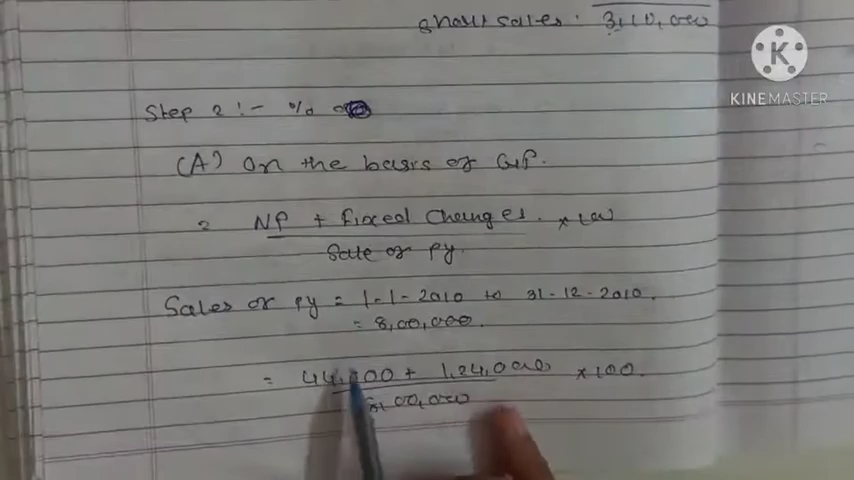 short sales : 3,10,000
KINEMASTER
Step 2 :- %
(A) On the basis of G.P.
= NP + Fixed Charges. × 100
Sale of Py.
Sales of Py = 1-1-2010 to 31-12-2010.
= 8,00,000.
= 44,000 + 1,24,000 × 100.
8,00,000